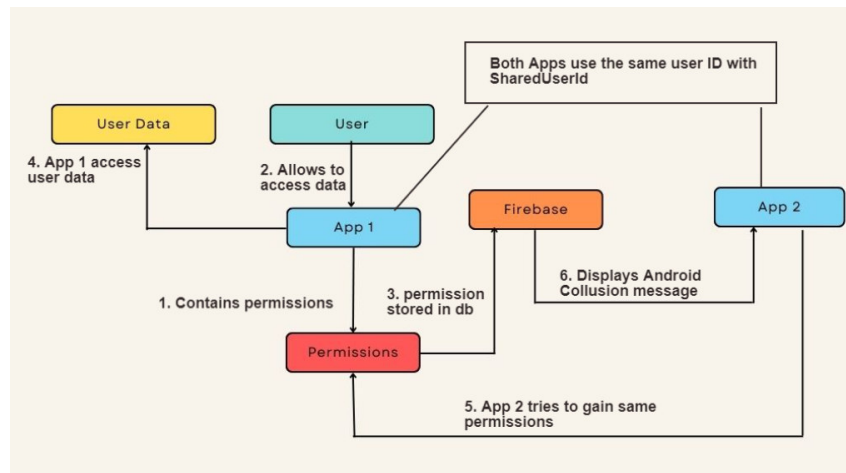 Both Apps use the same user ID with
SharedUserId
User Data
User
4. App 1 access
user data
2. Allows to
access data
Firebase
App 2
App 1
6. Displays Android
Collusion message
1. Contains permissions
3. permission
stored in db
Permissions
5. App 2 tries to gain same
permissions